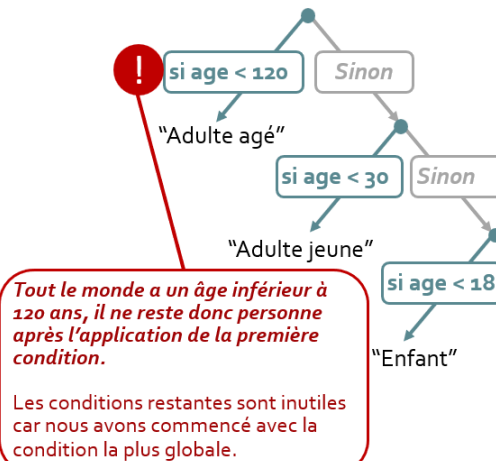 !
si age < 120
Sinon
“Adulte agé”
si age < 30
Sinon
“Adulte jeune”
si age < 18
“Enfant”
Tout le monde a un âge inférieur à
120 ans, il ne reste donc personne
après l’application de la première
condition.
Les conditions restantes sont inutiles
car nous avons commencé avec la
condition la plus globale.